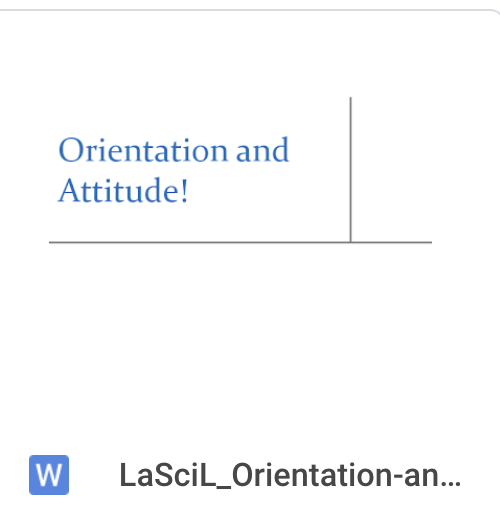 Orientation and
Attitude!
W LaSciL_Orientation-an...